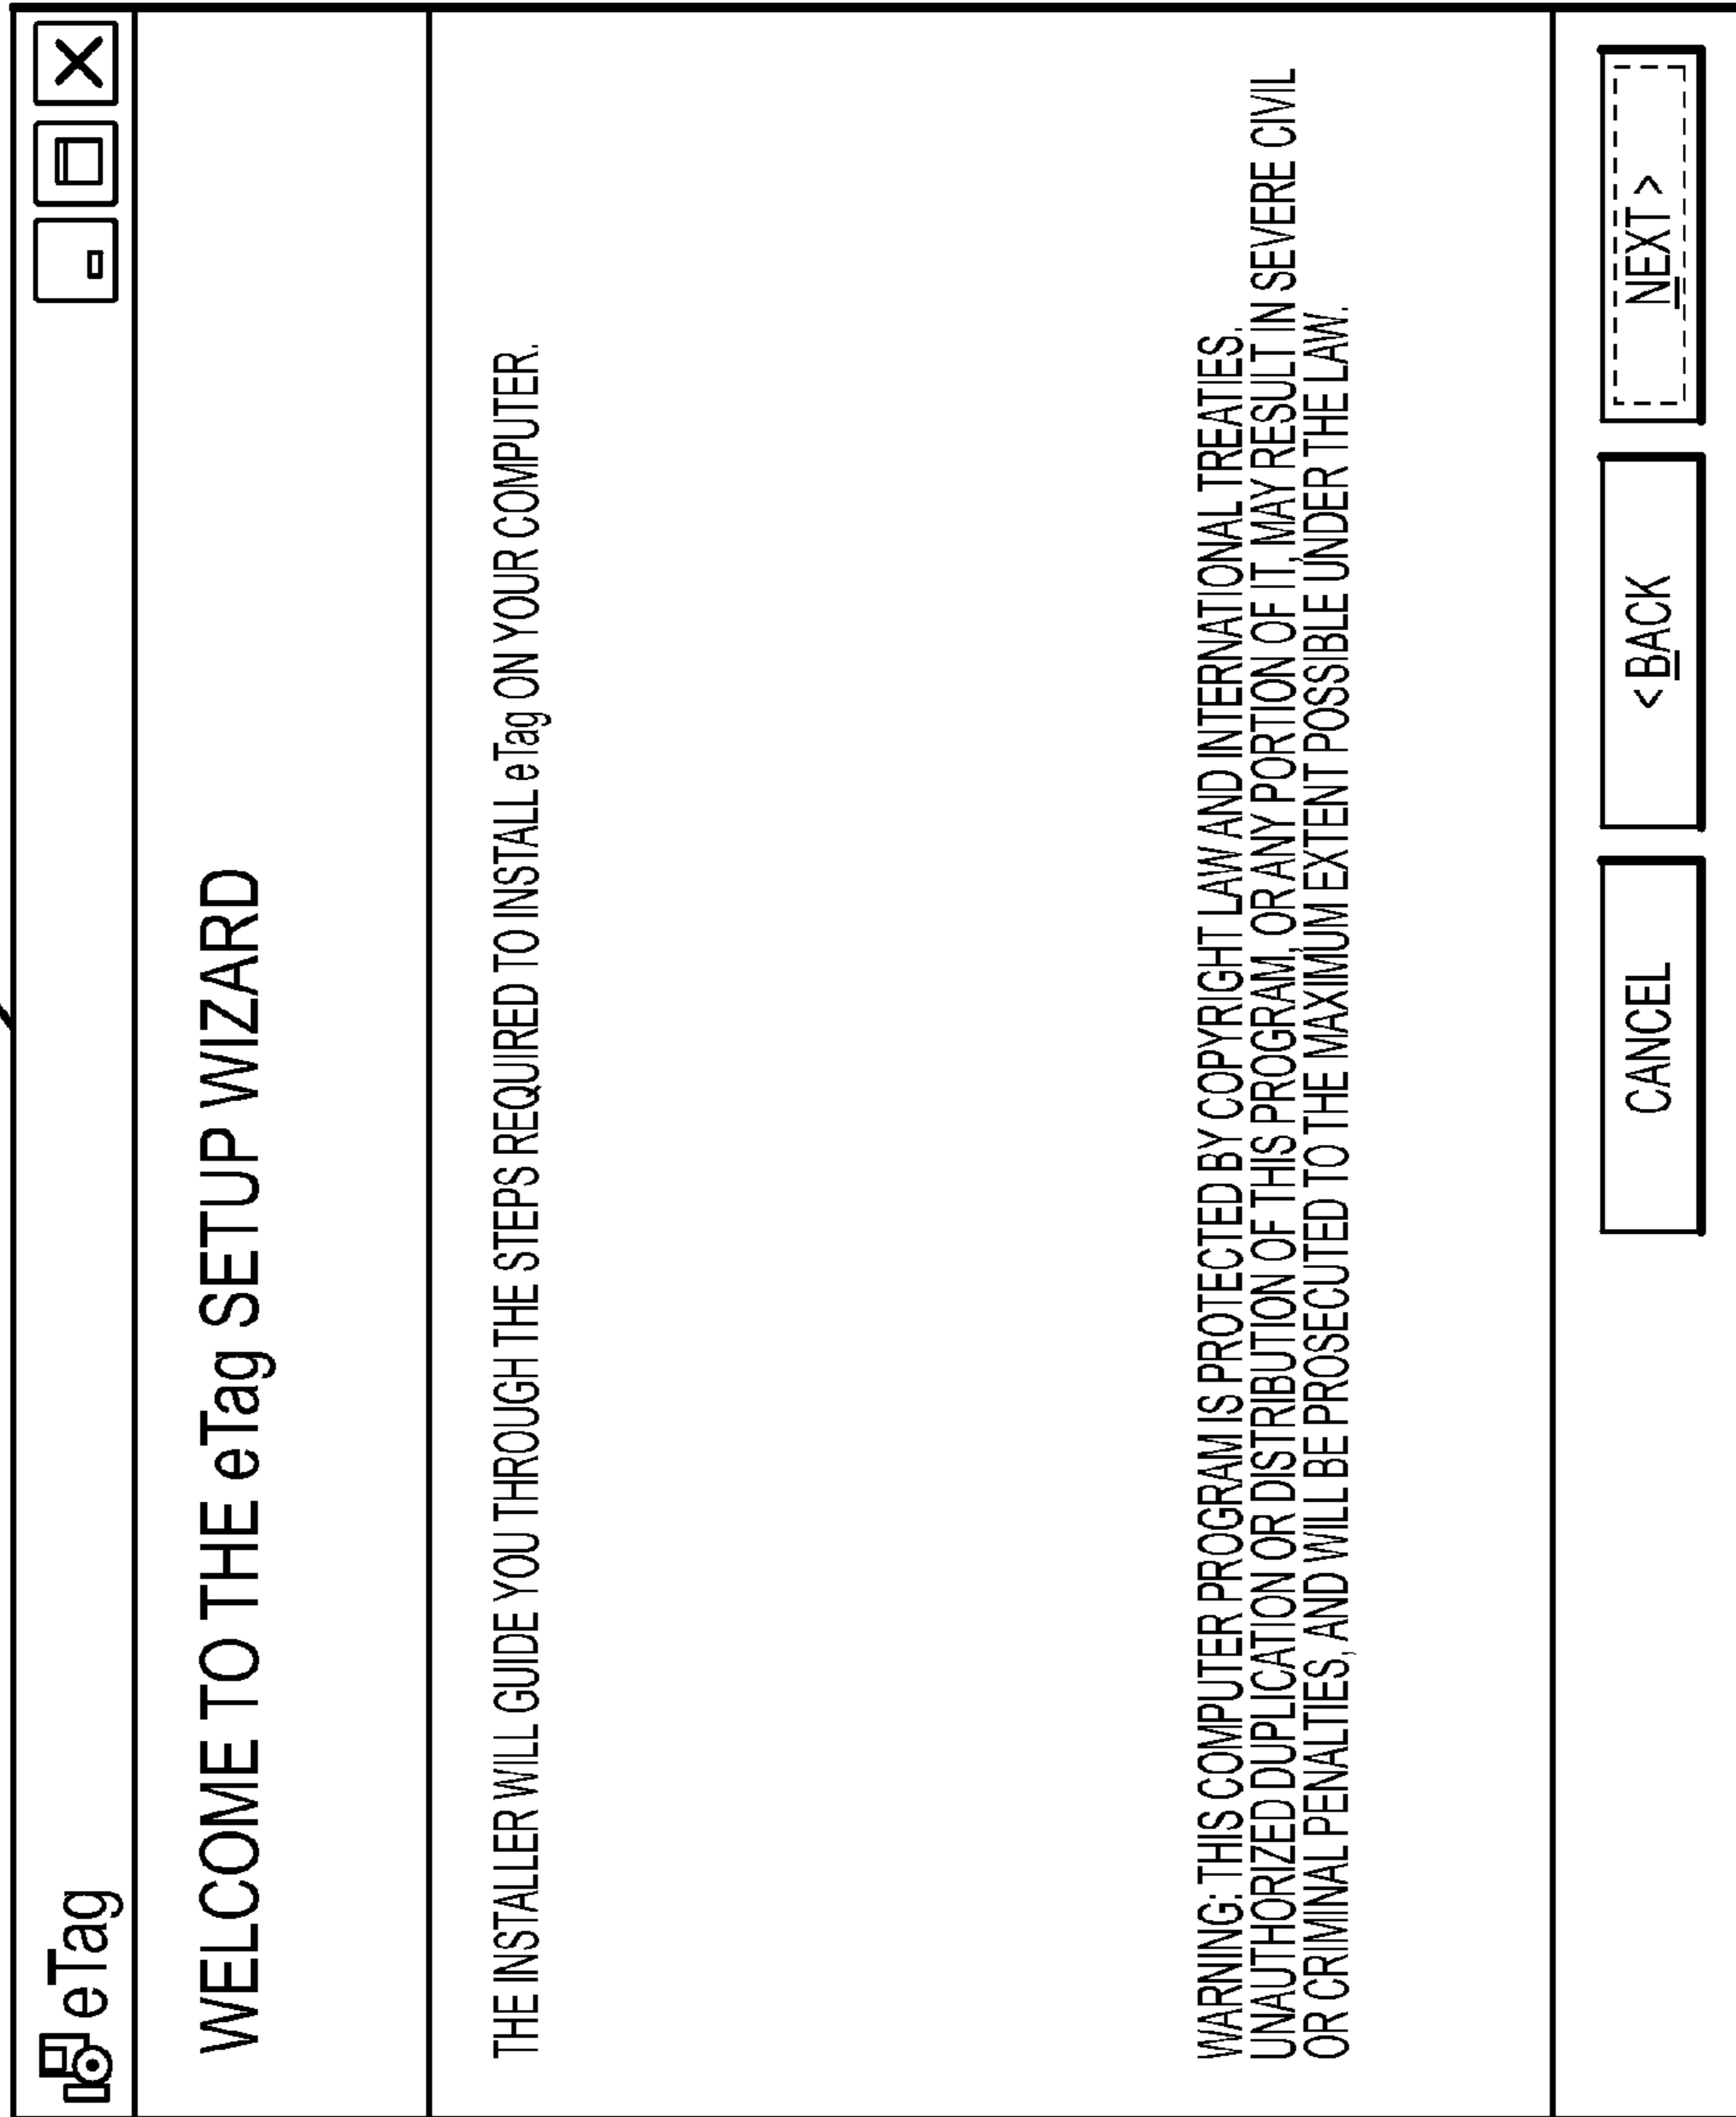 eTag
WELCOME TO THE eTag SETUP WIZARD
THE INSTALLER WILL GUIDE YOU THROUGH THE STEPS REQUIRED TO INSTALL eTag ON YOUR COMPUTER.
WARNING: THIS COMPUTER PROGRAM IS PROTECTED BY COPYRIGHT LAW AND INTERNATIONAL TREATIES.
UNAUTHORIZED DUPLICATION OR DISTRIBUTION OF THIS PROGRAM, OR ANY PORTION OF IT, MAY RESULT IN SEVERE CIVIL
OR CRIMINAL PENALTIES, AND WILL BE PROSECUTED TO THE MAXIMUM EXTENT POSSIBLE UNDER THE LAW.
CANCEL <BACK NEXT >